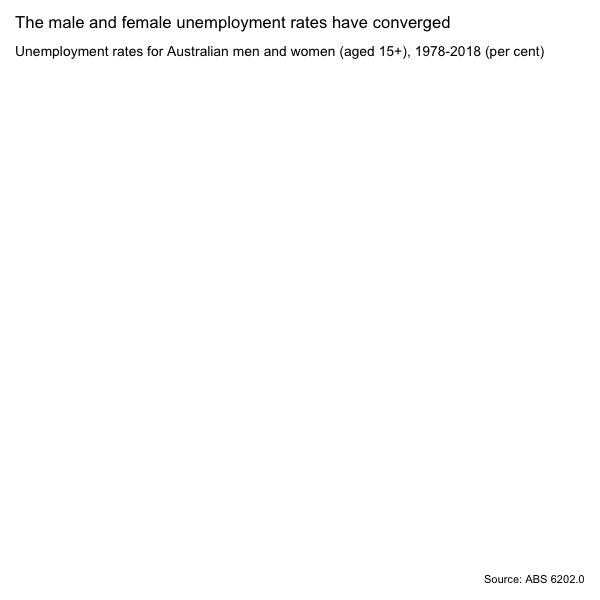 The male and female unemployment rates have converged
Unemployment rates for Australian men and women (aged 15+), 1978-2018 (per cent)
Source: ABS 6202.0